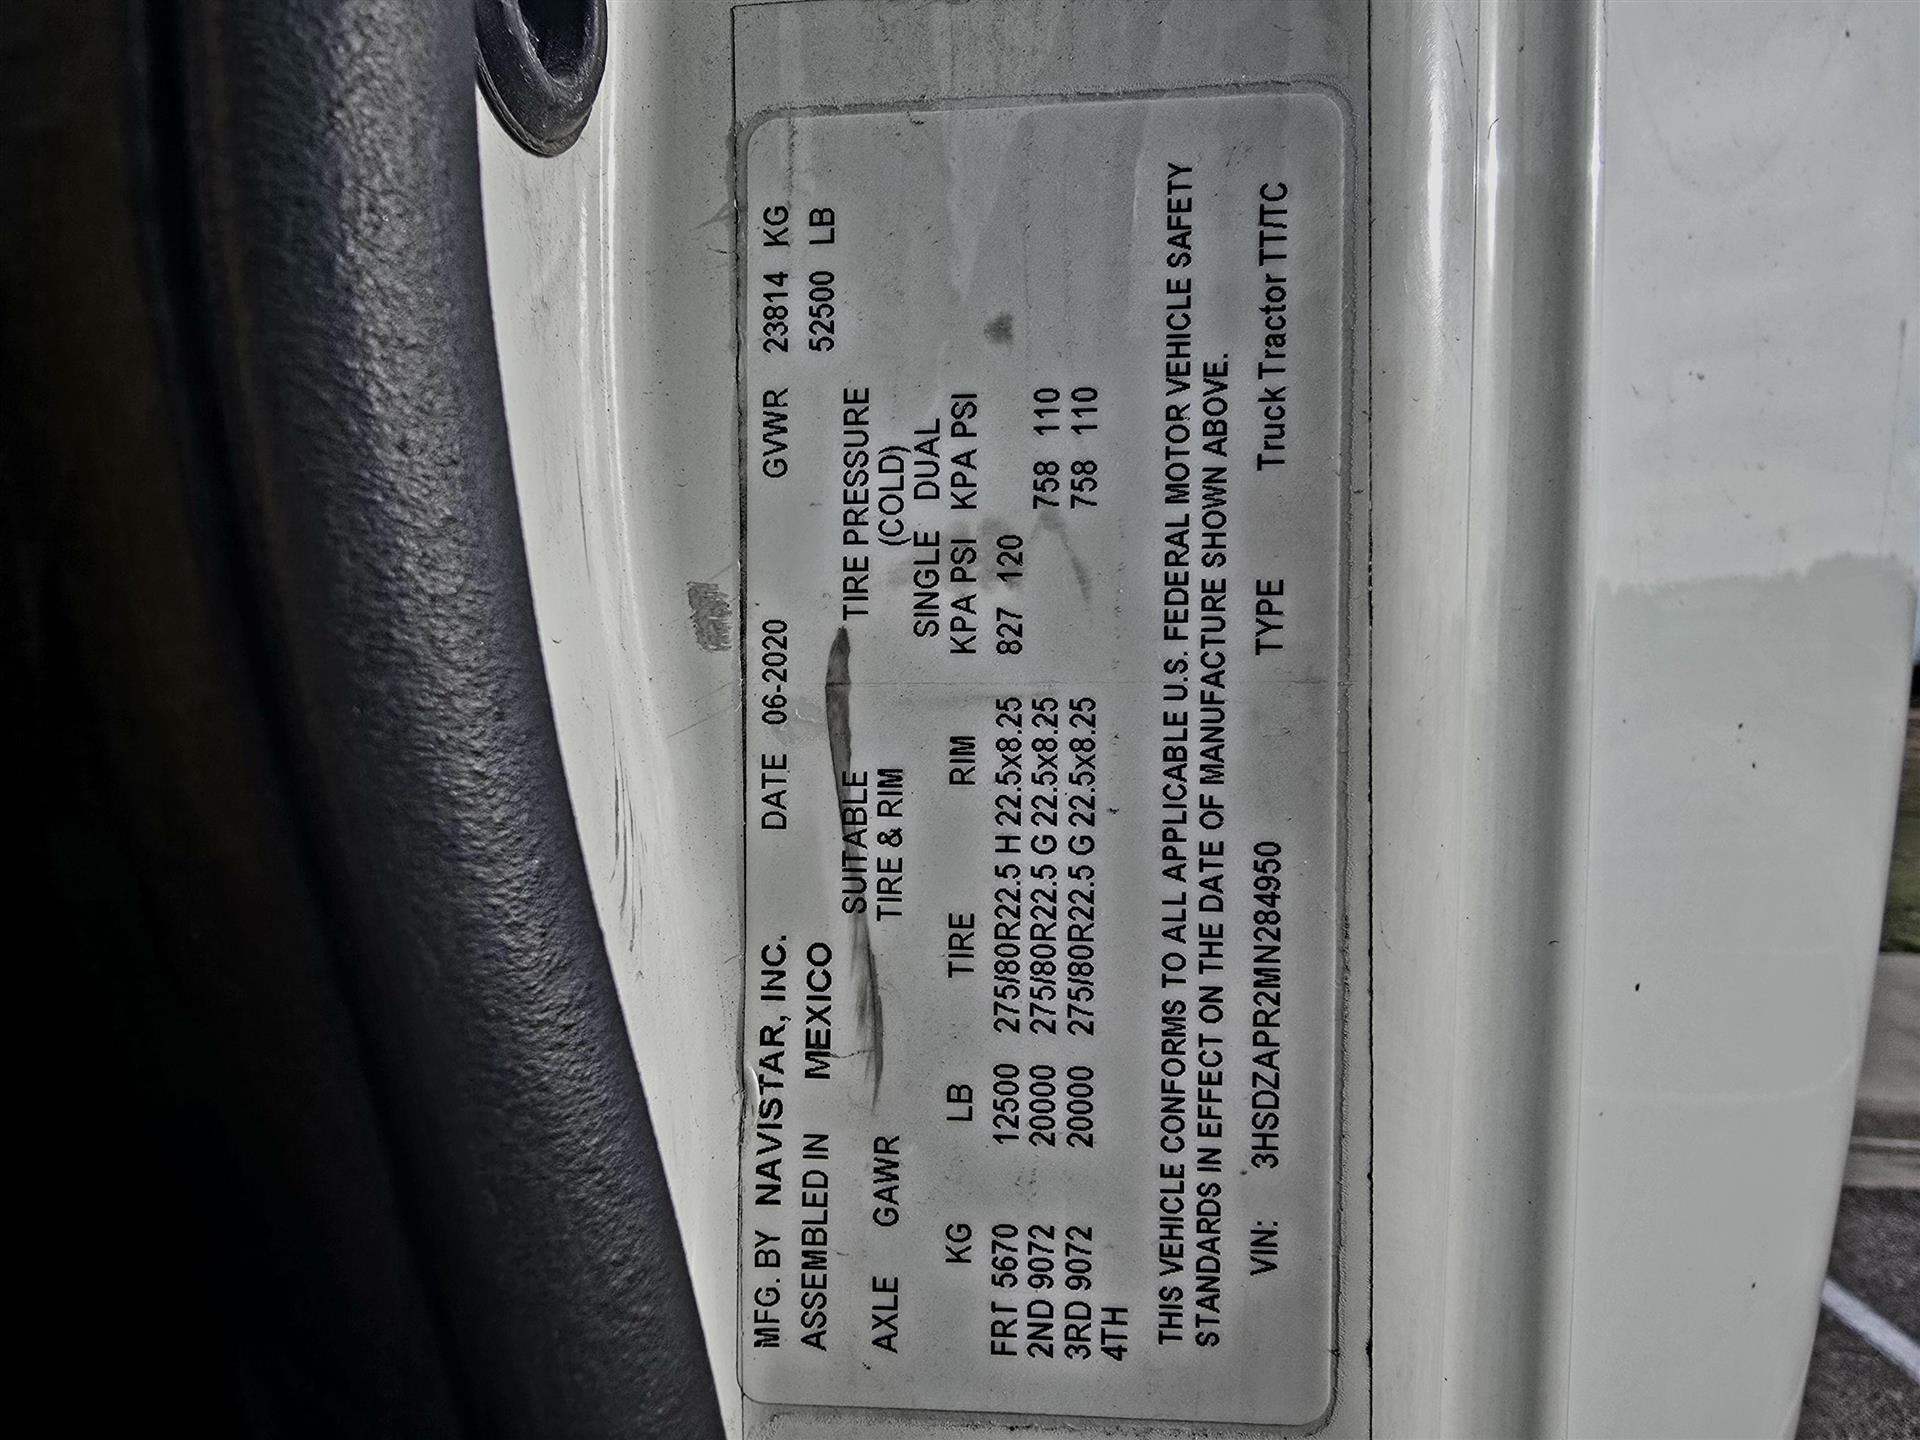 MFG. BY NAVISTAR, INC. DATE 06-2020 GVWR 23814 KG
ASSEMBLED IN MEXICO 52500 LB
SUITABLE TIRE PRESSURE
AXLE GAWR TIRE & RIM (COLD)
SINGLE DUAL
KG LB TIRE RIM KPA PSI KPA PSI
FRT 5670 12500 275/80R22.5 H 22.5x8.25 827 120
2ND 9072 20000 275/80R22.5 G 22.5x8.25 758 110
3RD 9072 20000 275/80R22.5 G 22.5x8.25 758 110
4TH
THIS VEHICLE CONFORMS TO ALL APPLICABLE U.S. FEDERAL MOTOR VEHICLE SAFETY
STANDARDS IN EFFECT ON THE DATE OF MANUFACTURE SHOWN ABOVE.
VIN: 3HSDZAPR2MN284950 TYPE Truck Tractor TT/TC